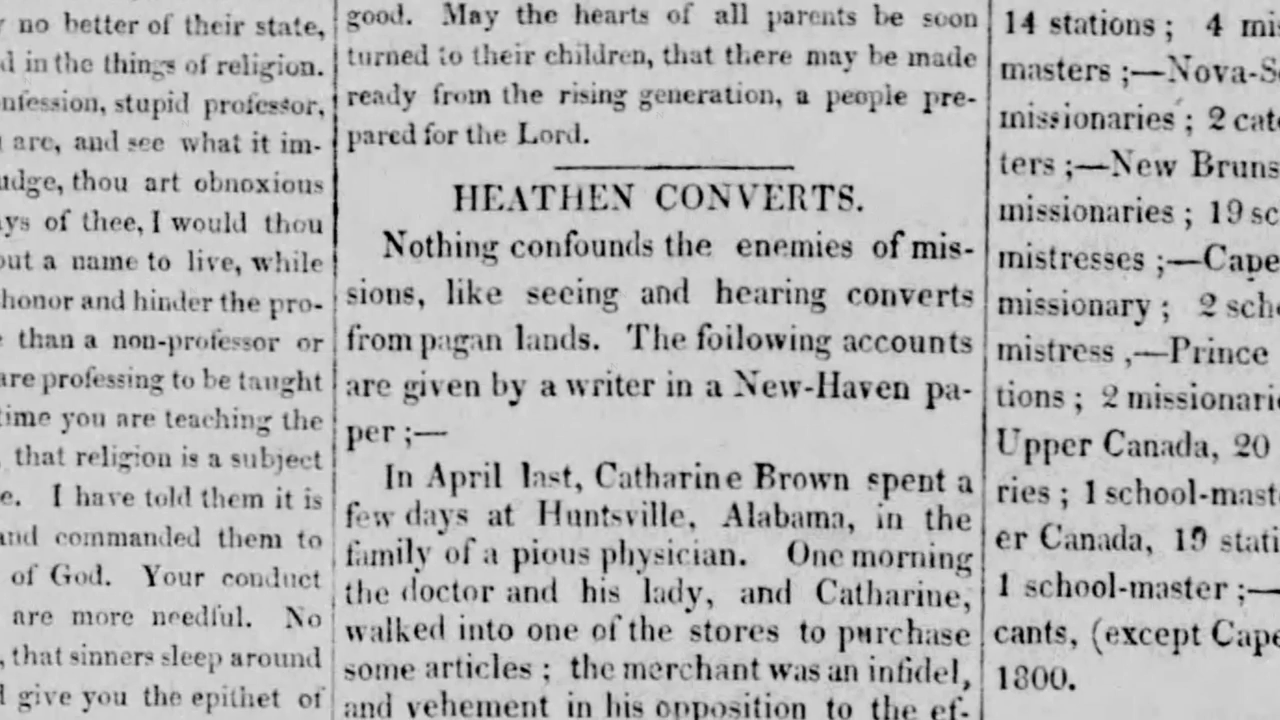 no better of their state,
d in the things of religion.
nfession, stupid professor,
are, and see what it im-
udge, thou art obnoxious
ys of thee, I would thou
out a name to live, while
honor and hinder the pro-
than a non-professor or
are professing to be taught
time you are teaching the
, that religion is a subject
e. I have told them it is
and commanded them to
of God. Your conduct
are more needful. No
, that sinners sleep around
d give you the epithet of
good. May the hearts of all parents be soon
turned to their children, that there may be made
ready from the rising generation, a people pre-
pared for the Lord.
HEATHEN CONVERTS.
Nothing confounds the enemies of mis-
sions, like seeing and hearing converts
from pagan lands. The following accounts
are given by a writer in a New-Haven pa-
per ;—
In April last, Catharine Brown spent a
few days at Huntsville, Alabama, in the
family of a pious physician. One morning
the doctor and his lady, and Catharine,
walked into one of the stores to purchase
some articles ; the merchant was an infidel,
and vehement in his opposition to the ef-
14 stations ; 4 mis
masters ;—Nova-S
missionaries ; 2 cat
ters ;—New Bruns
missionaries ; 19 sc
mistresses ;—Cape
missionary ; 2 sch
mistress ,—Prince
tions ; 2 missionari
Upper Canada, 20
ries ; 1 school-mast
er Canada, 19 stati
1 school-master ;—
cants, (except Cape
1800.